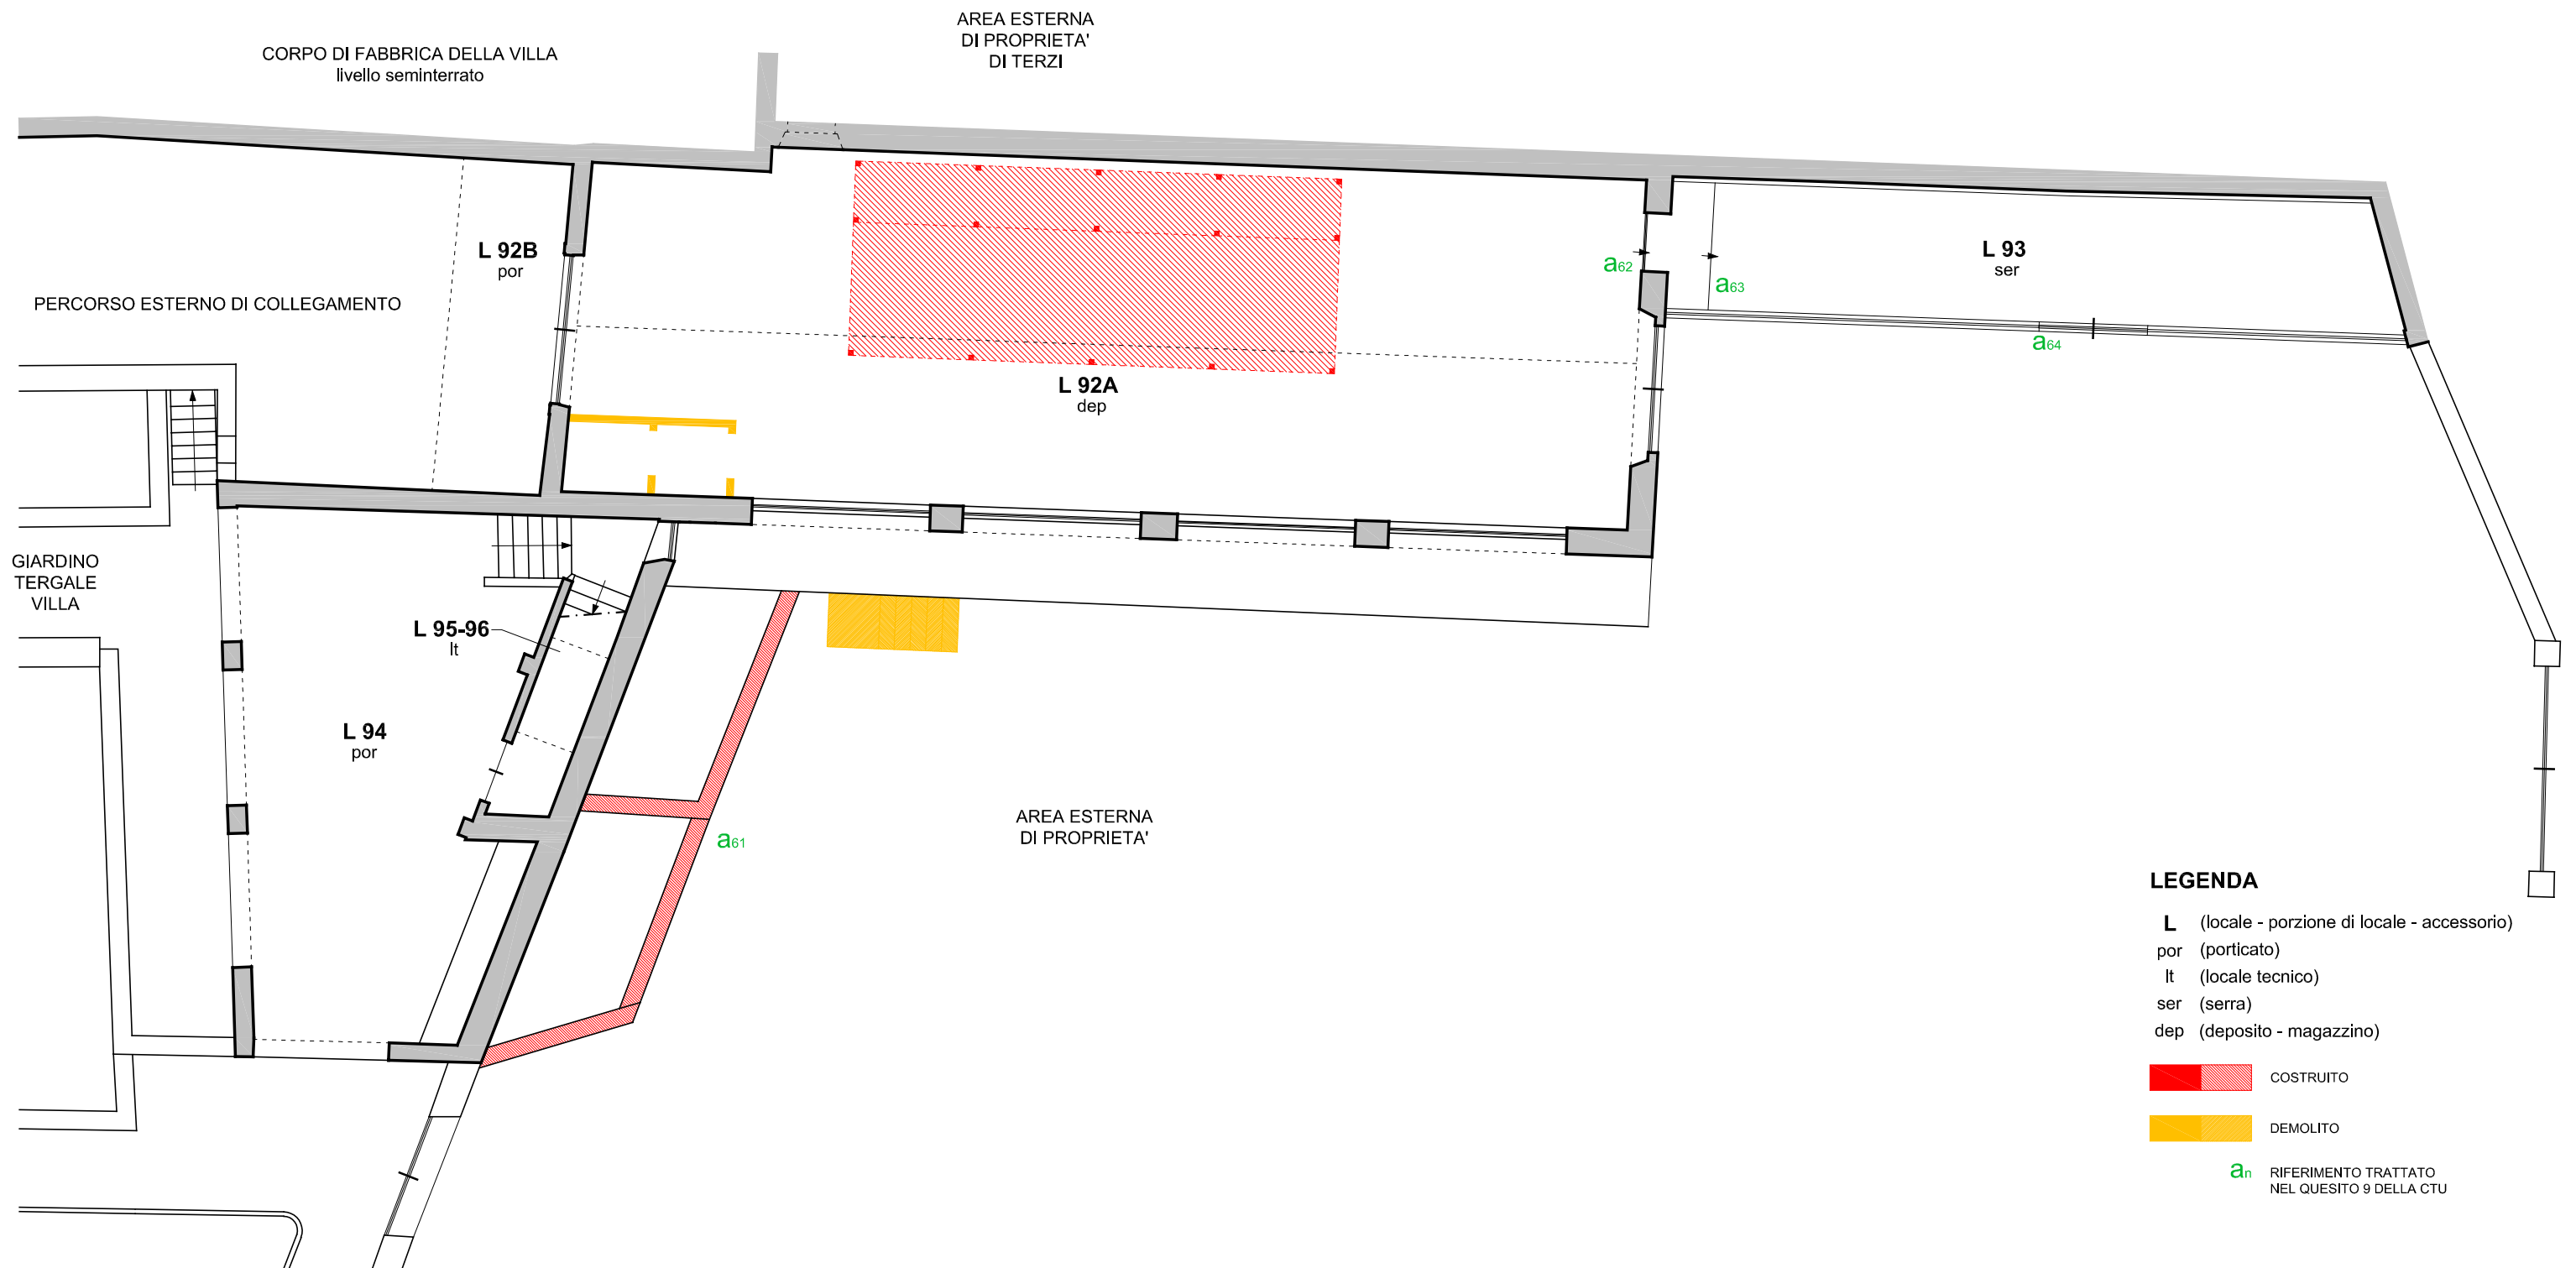 AREA ESTERNA
DI PROPRIETA'
DI TERZI
CORPO DI FABBRICA DELLA VILLA
livello seminterrato
L 92B
por
L 93
ser
a62
a63
PERCORSO ESTERNO DI COLLEGAMENTO
a64
L 92A
dep
GIARDINO
TERGALE
VILLA
L 95-96
lt
L 94
por
a61
AREA ESTERNA
DI PROPRIETA'
LEGENDA
L (locale - porzione di locale - accessorio)
por (porticato)
lt (locale tecnico)
ser (serra)
dep (deposito - magazzino)
COSTRUITO
DEMOLITO
an RIFERIMENTO TRATTATO
NEL QUESITO 9 DELLA CTU